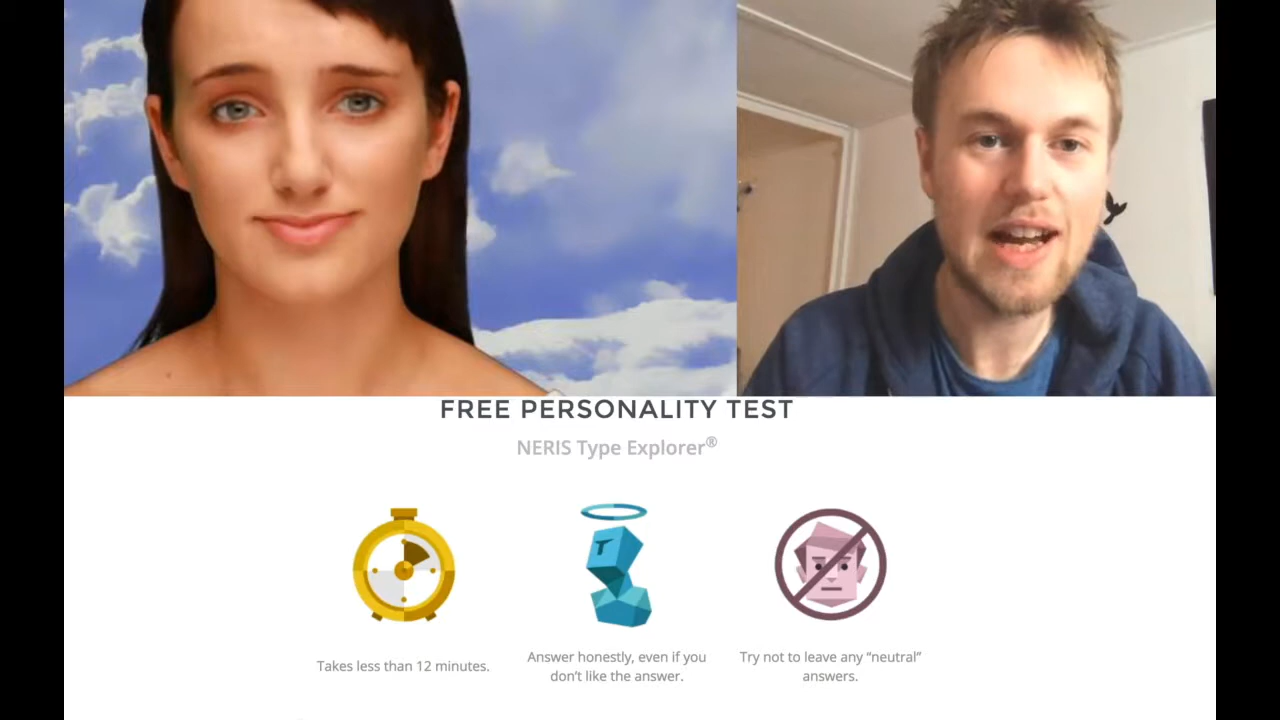 FREE PERSONALITY TEST
NERIS Type Explorer®
Takes less than 12 minutes.
Answer honestly, even if you
don't like the answer.
Try not to leave any “neutral”
answers.